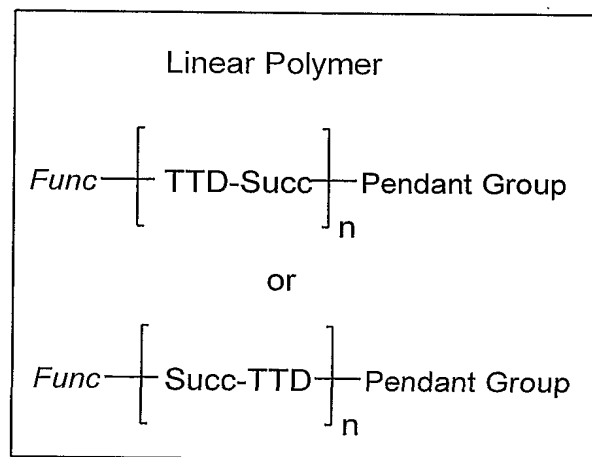 Linear Polymer
Func TTD-Succ Pendant Group
n
or
Func Succ-TTD Pendant Group
n